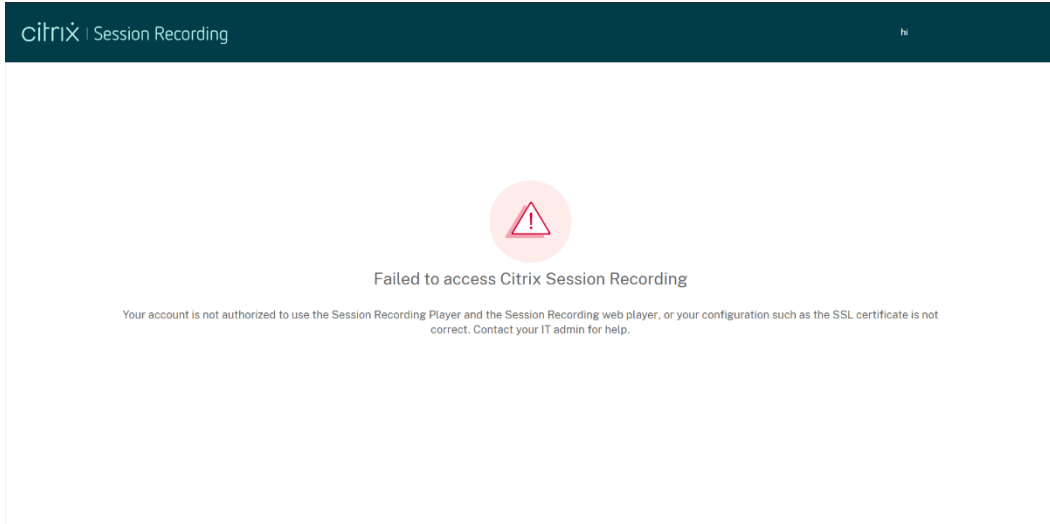 citrix | Session Recording
hi
Failed to access Citrix Session Recording
Your account is not authorized to use the Session Recording Player and the Session Recording web player, or your configuration such as the SSL certificate is not
correct. Contact your IT admin for help.